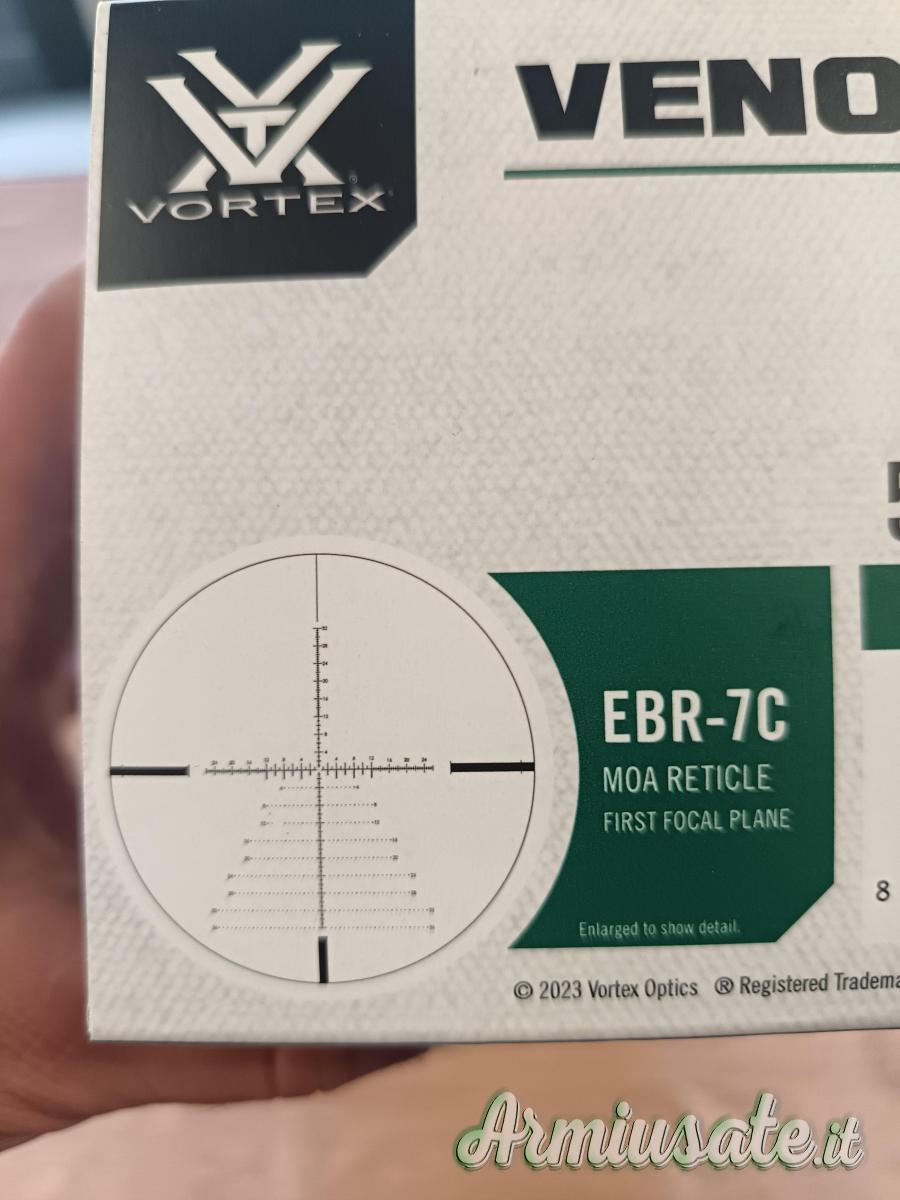 VORTEX
VENO
5
EBR-7C
MOA RETICLE
FIRST FOCAL PLANE
8
Enlarged to show detail.
© 2023 Vortex Optics ® Registered Tradema
Armiusate.it